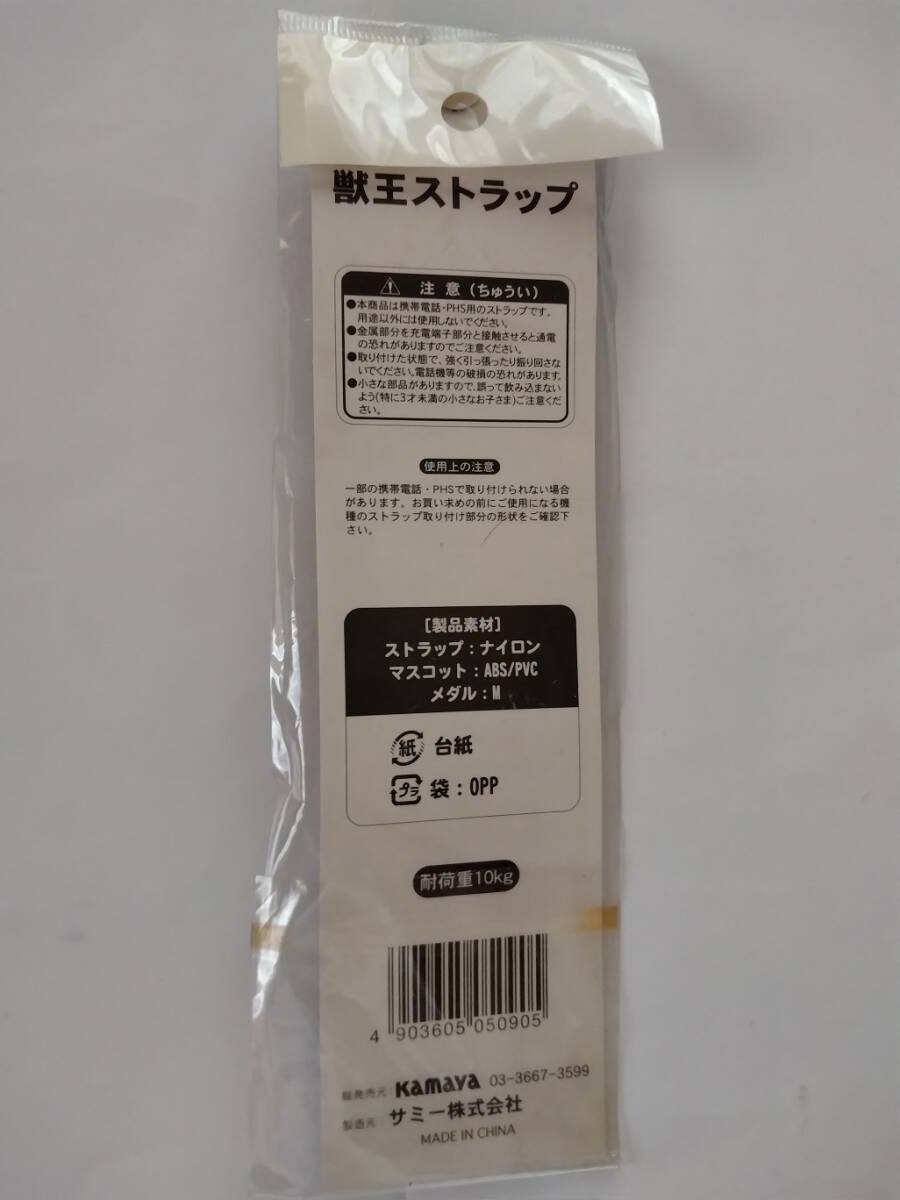 獣王ストラップ
注意(ちゅうい)
●本商品は携帯電話・PHS用のストラップです。
用途以外には使用しないでください。
●金属部分を充電端子部分と接触させると通電
の恐れがありますのでご注意ください。
●取り付けた状態で、強く引っ張ったり振り回さな
いでください。電話機等の破損の恐れがあります。
●小さな部品がありますので、誤って飲み込まない
よう(特に3才未満の小さなお子さま)ご注意くだ
さい。
使用上の注意
一部の携帯電話・PHSで取り付けられない場合
があります。お買い求めの前にご使用になる機
種のストラップ取り付け部分の形状をご確認下
さい。
[製品素材]
ストラップ:ナイロン
マスコット:ABS/PVC
メダル:M
紙 台紙
プラ 袋:OPP
耐荷重10kg
4 903605 050905
総発売元: Kamaya 03-3667-3599
製造元: サミー株式会社
MADE IN CHINA